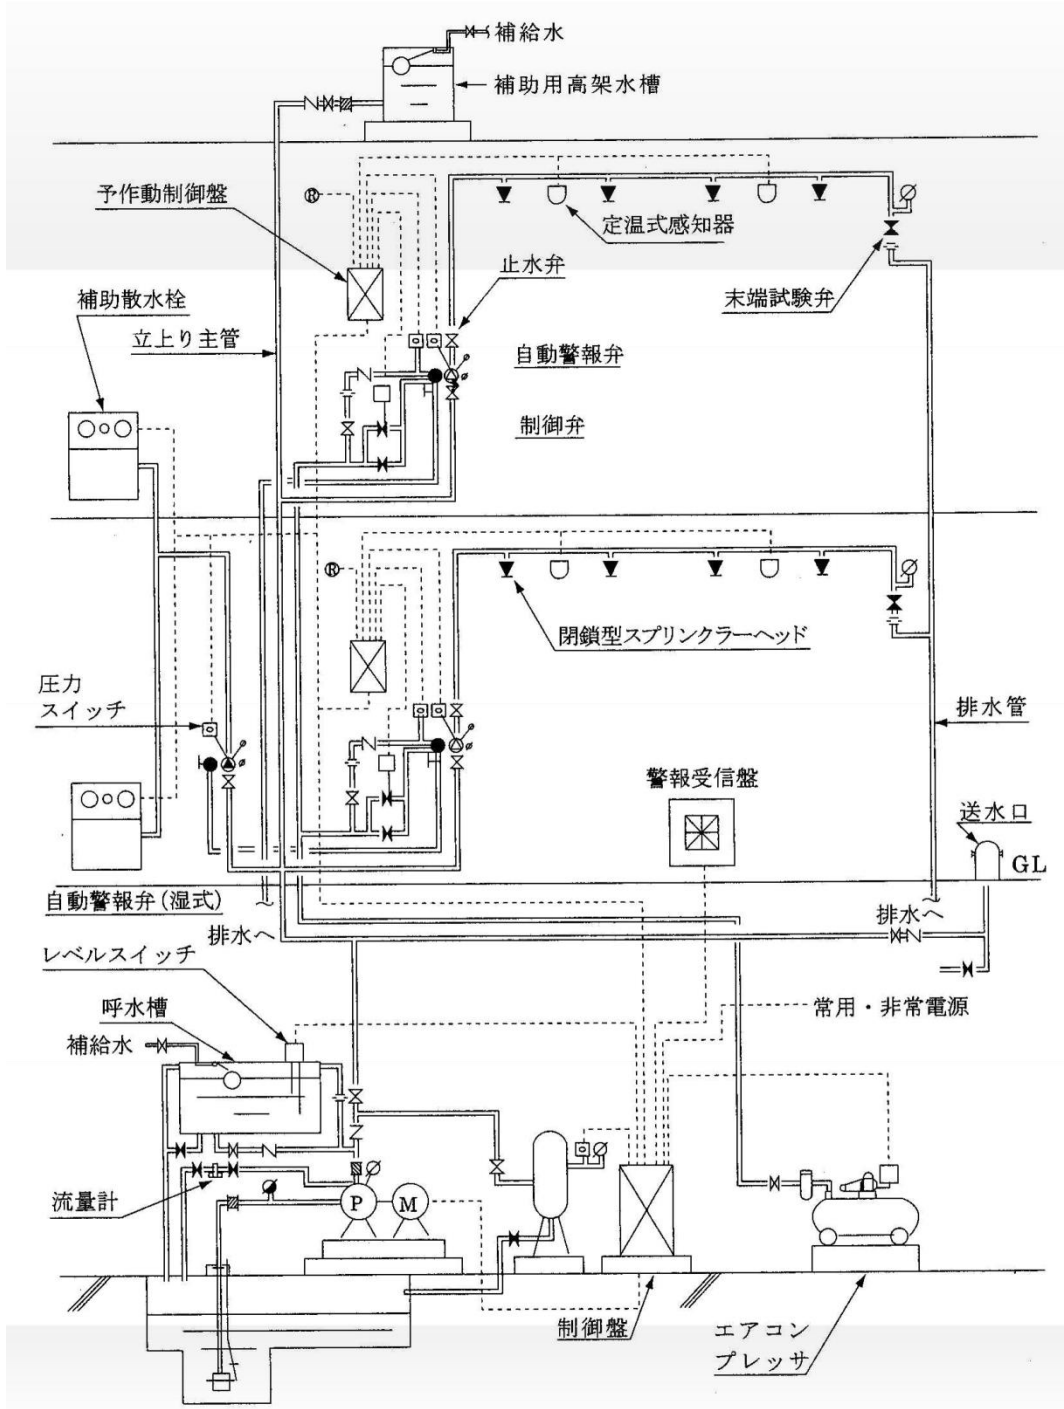 補給水
補助用高架水槽
予作動制御盤
R
定温式感知器
止水弁
末端試験弁
補助散水栓
立上り主管
自動警報弁
制御弁
R
閉鎖型スプリンクラーヘッド
圧力
スイッチ
排水管
警報受信盤
送水口
GL
自動警報弁(湿式)
排水へ
排水へ
レベルスイッチ
呼水槽
常用・非常電源
補給水
流量計
P
M
制御盤
エアコン
プレッサ